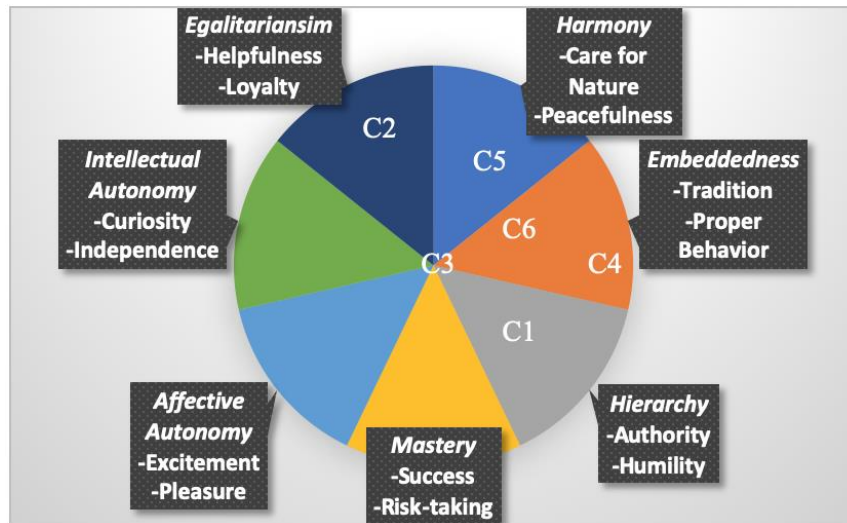 Egalitariansim
-Helpfulness
-Loyalty
Harmony
-Care for
Nature
-Peacefulness
C2
C5
Intellectual
Autonomy
-Curiosity
-Independence
Embeddedness
-Tradition
-Proper
Behavior
C6
C3
C4
C1
Affective
Autonomy
-Excitement
-Pleasure
Mastery
-Success
-Risk-taking
Hierarchy
-Authority
-Humility